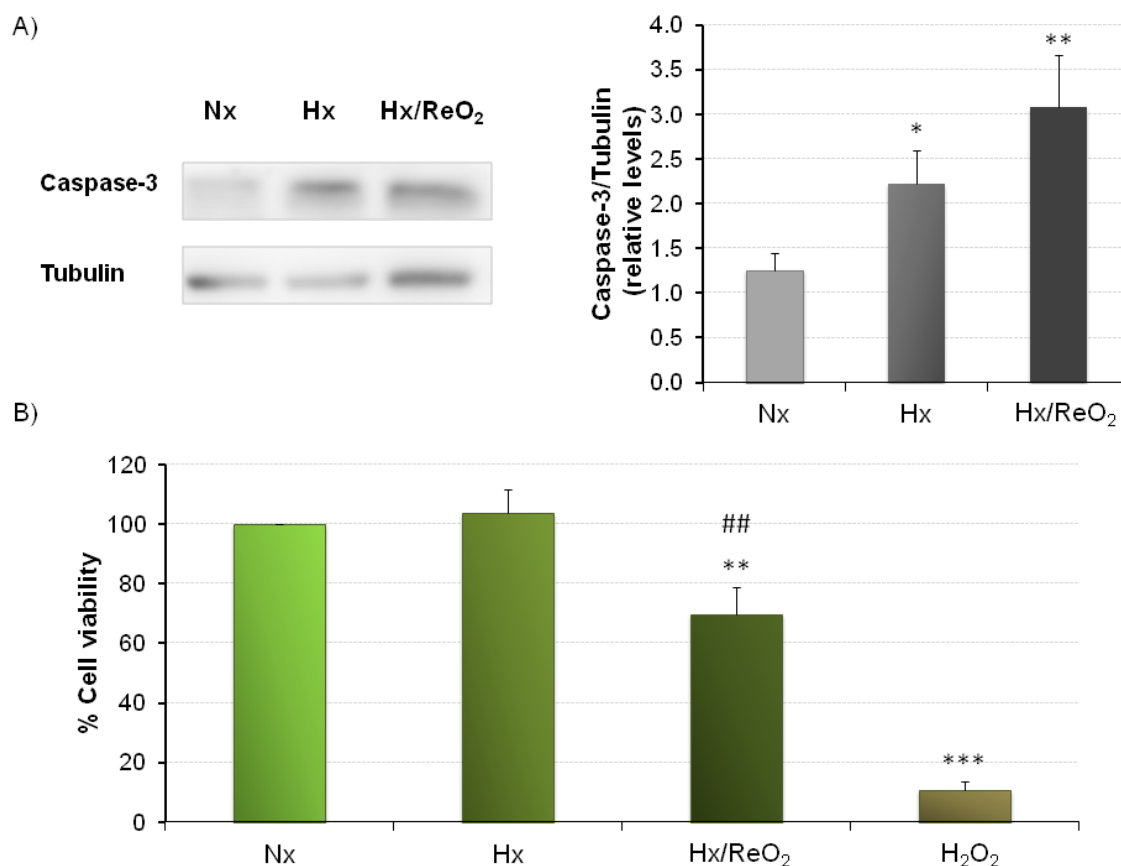 A)
Nx Hx Hx/ReO₂
Caspase-3
Tubulin
Caspase-3/Tubulin
(relative levels)
4.0
3.5
3.0
2.5
2.0
1.5
1.0
0.5
0.0
*
**
Nx Hx Hx/ReO₂
B)
% Cell viability
120
100
80
60
40
20
0
##
**
***
Nx Hx Hx/ReO₂ H₂O₂